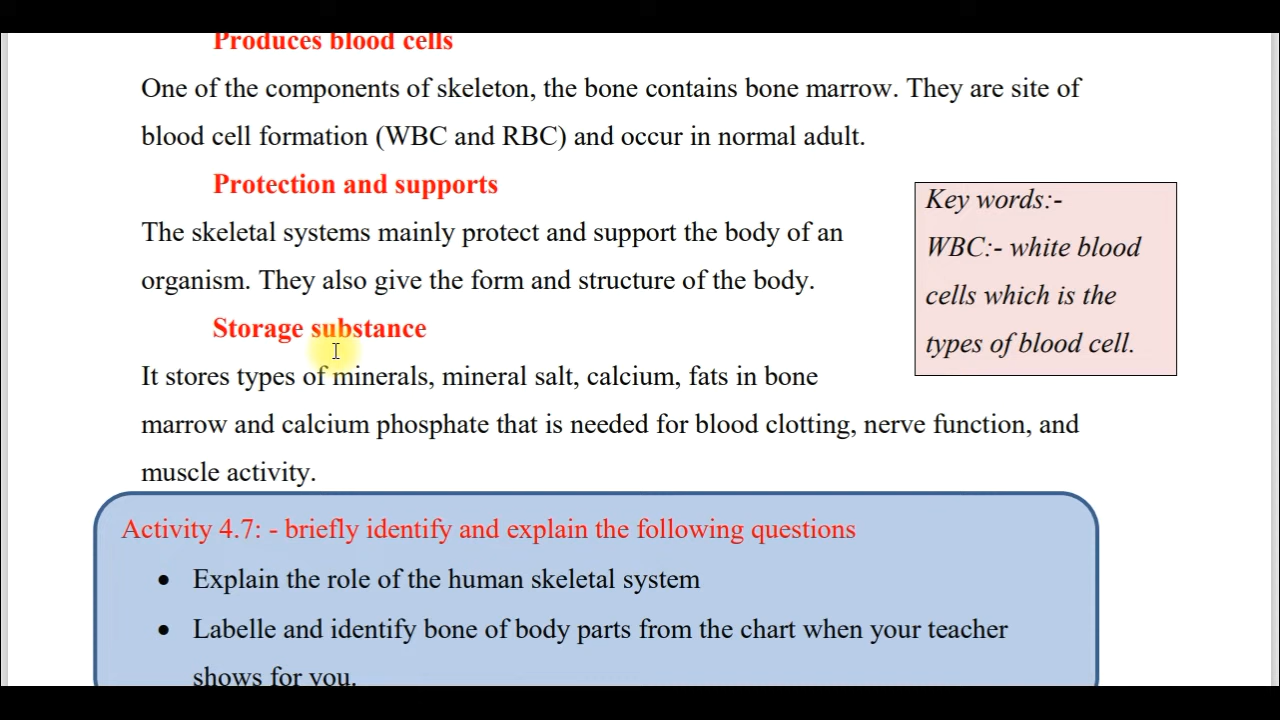 Produces blood cells
One of the components of skeleton, the bone contains bone marrow. They are site of
blood cell formation (WBC and RBC) and occur in normal adult.
Protection and supports
The skeletal systems mainly protect and support the body of an
organism. They also give the form and structure of the body.
Key words:-
WBC:- white blood
cells which is the
types of blood cell.
Storage substance
It stores types of minerals, mineral salt, calcium, fats in bone
marrow and calcium phosphate that is needed for blood clotting, nerve function, and
muscle activity.
Activity 4.7: - briefly identify and explain the following questions
• Explain the role of the human skeletal system
• Labelle and identify bone of body parts from the chart when your teacher
shows for you.